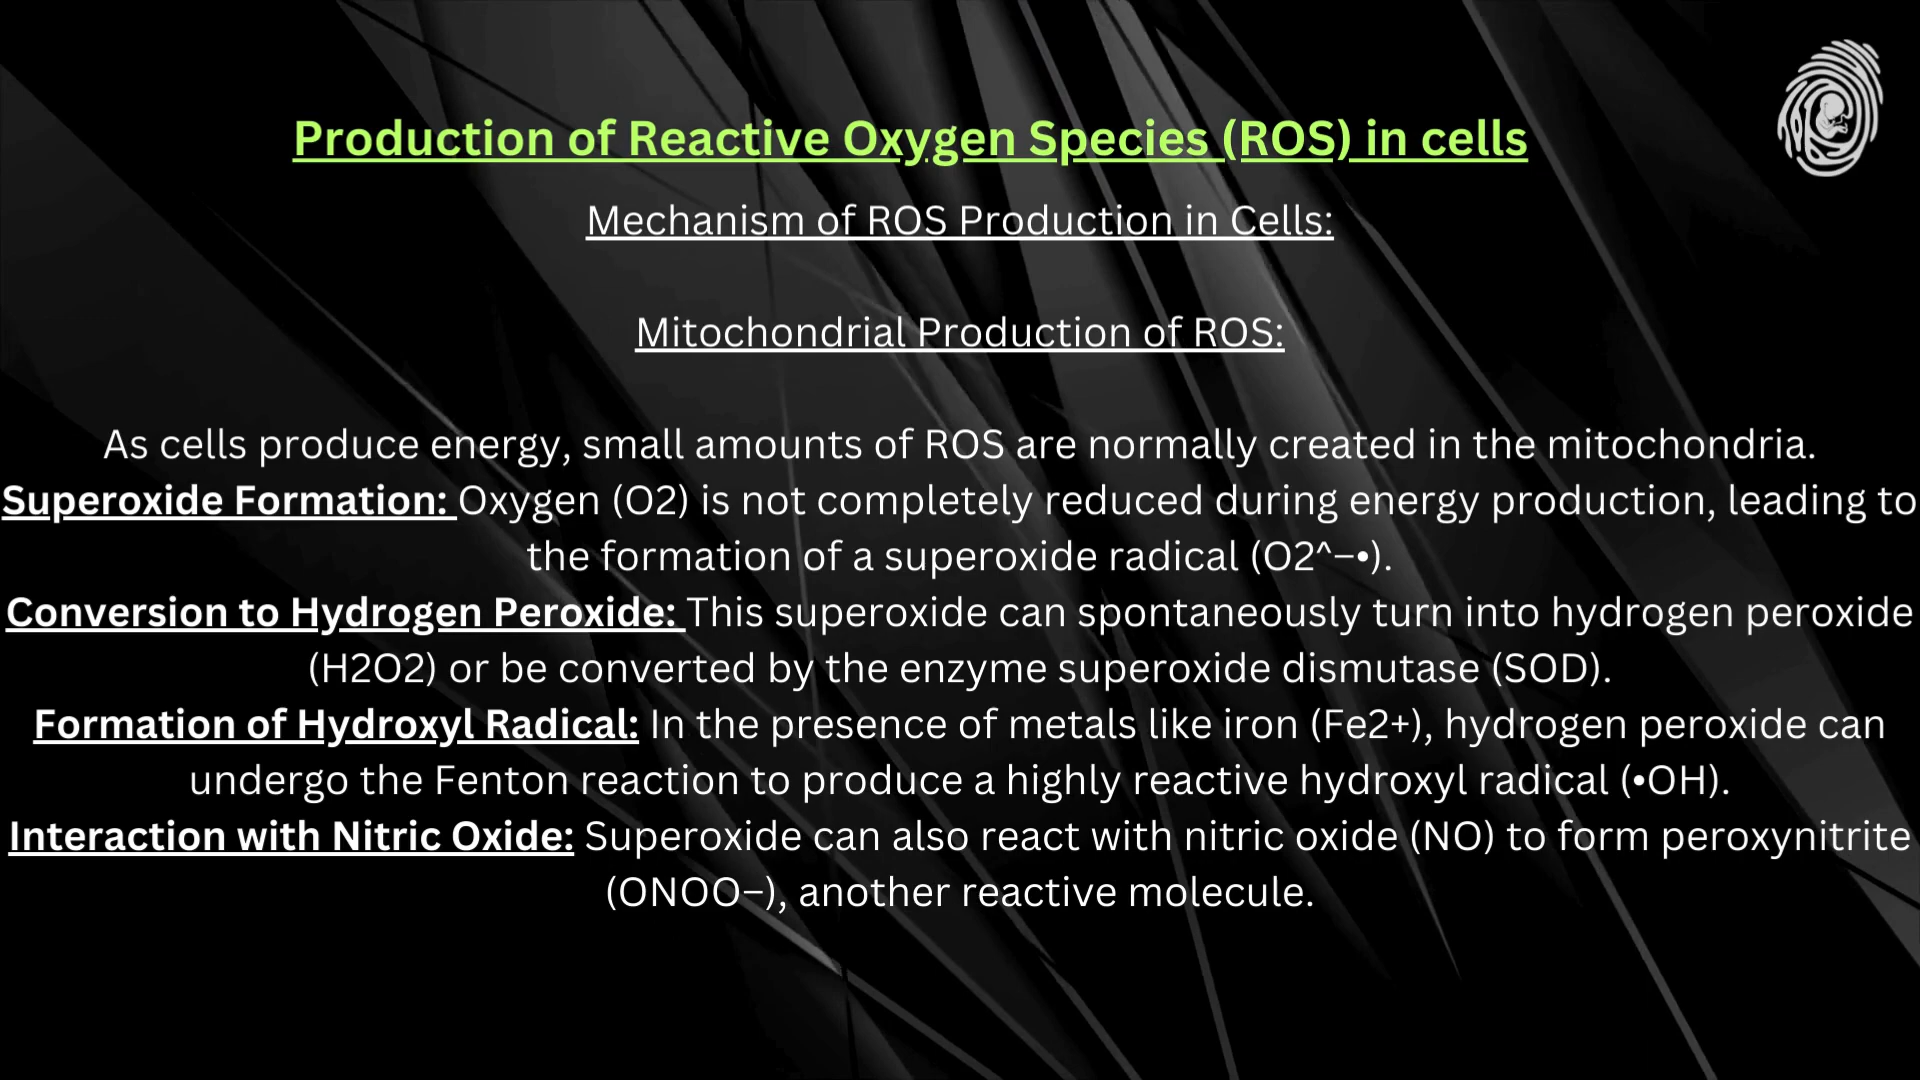 Production of Reactive Oxygen Species (ROS) in cells
Mechanism of ROS Production in Cells:
Mitochondrial Production of ROS:
As cells produce energy, small amounts of ROS are normally created in the mitochondria.
Superoxide Formation: Oxygen (O2) is not completely reduced during energy production, leading to
the formation of a superoxide radical (O2^−•).
Conversion to Hydrogen Peroxide: This superoxide can spontaneously turn into hydrogen peroxide
(H2O2) or be converted by the enzyme superoxide dismutase (SOD).
Formation of Hydroxyl Radical: In the presence of metals like iron (Fe2+), hydrogen peroxide can
undergo the Fenton reaction to produce a highly reactive hydroxyl radical (•OH).
Interaction with Nitric Oxide: Superoxide can also react with nitric oxide (NO) to form peroxynitrite
(ONOO−), another reactive molecule.